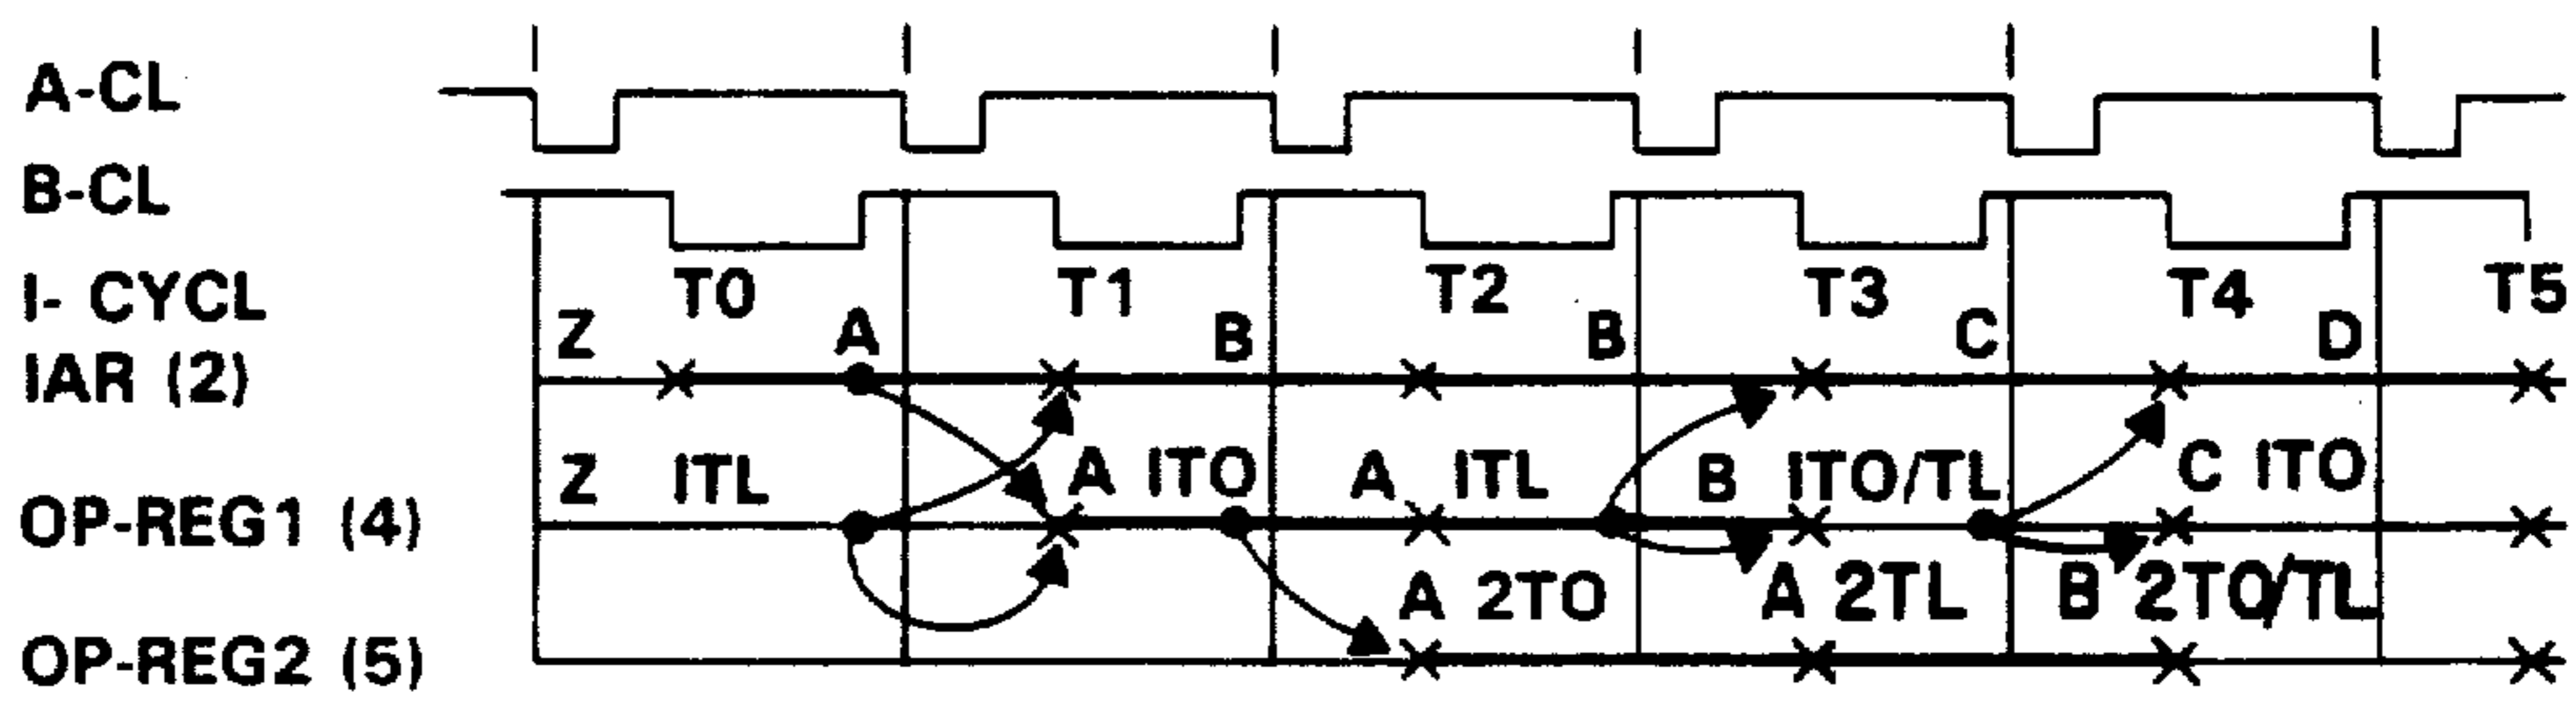 A-CL
B-CL
I- CYCL T0 T1 T2 T3 T4 T5
Z A B B C D
IAR (2)
Z ITL A ITO A ITL B ITO/TL C ITO
OP-REG1 (4)
A 2TO A 2TL B 2TO/TL
OP-REG2 (5)